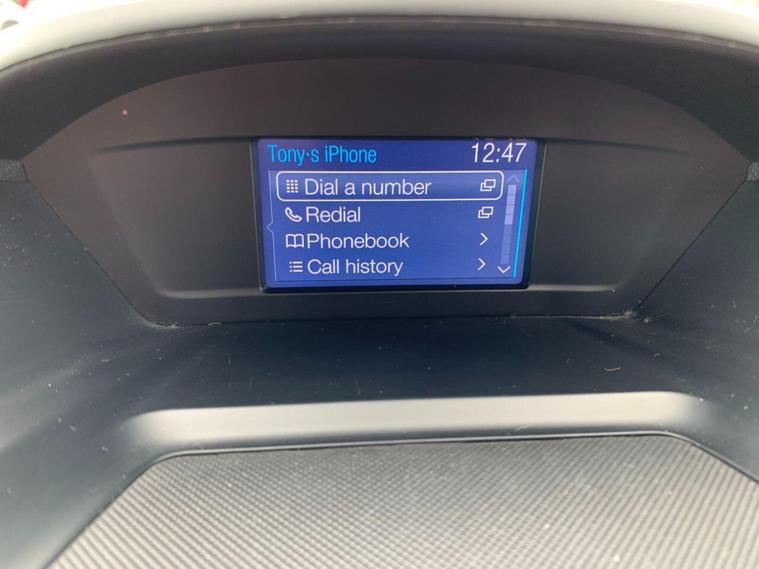 Tony·s iPhone 12:47
Dial a number
Redial
Phonebook
Call history